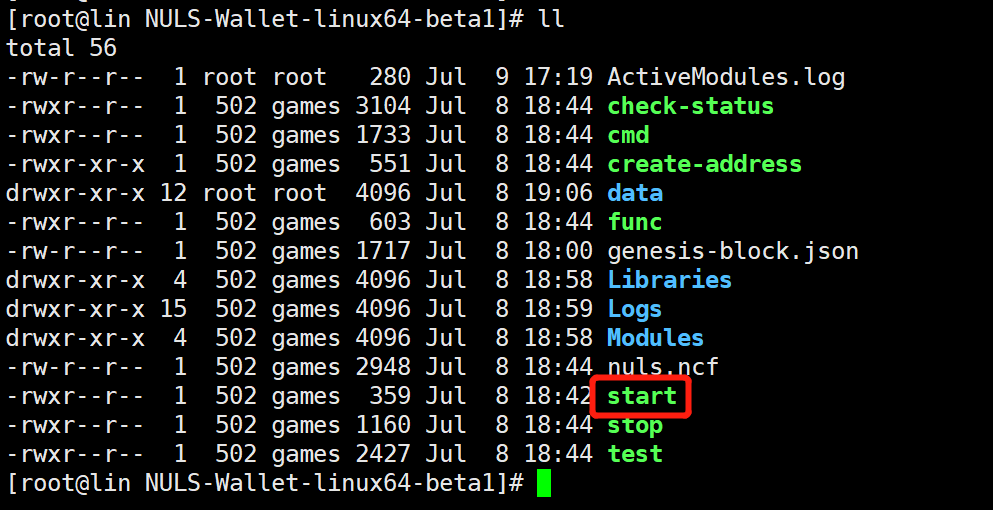 [root@lin NULS-Wallet-linux64-beta1]# ll
total 56
-rw-r--r--  1 root root   280 Jul  9 17:19 ActiveModules.log
-rwxr--r--  1  502 games 3104 Jul  8 18:44 check-status
-rwxr--r--  1  502 games 1733 Jul  8 18:44 cmd
-rwxr-xr-x  1  502 games  551 Jul  8 18:44 create-address
drwxr-xr-x 12 root root  4096 Jul  8 19:06 data
-rwxr--r--  1  502 games  603 Jul  8 18:44 func
-rw-r--r--  1  502 games 1717 Jul  8 18:00 genesis-block.json
drwxr-xr-x  4  502 games 4096 Jul  8 18:58 Libraries
drwxr-xr-x 15  502 games 4096 Jul  8 18:59 Logs
drwxr-xr-x  4  502 games 4096 Jul  8 18:58 Modules
-rw-r--r--  1  502 games 2948 Jul  8 18:44 nuls.ncf
-rwxr--r--  1  502 games  359 Jul  8 18:42 start
-rwxr--r--  1  502 games 1160 Jul  8 18:44 stop
-rwxr--r--  1  502 games 2427 Jul  8 18:44 test
[root@lin NULS-Wallet-linux64-beta1]#